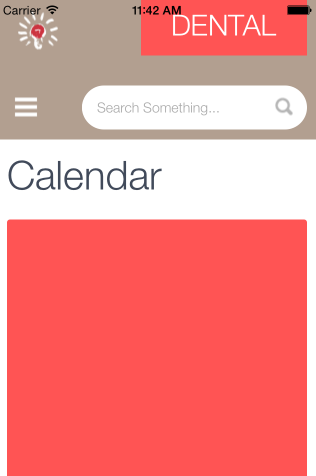 Carrier 11:42 AM
DENTAL
Search Something...
Calendar